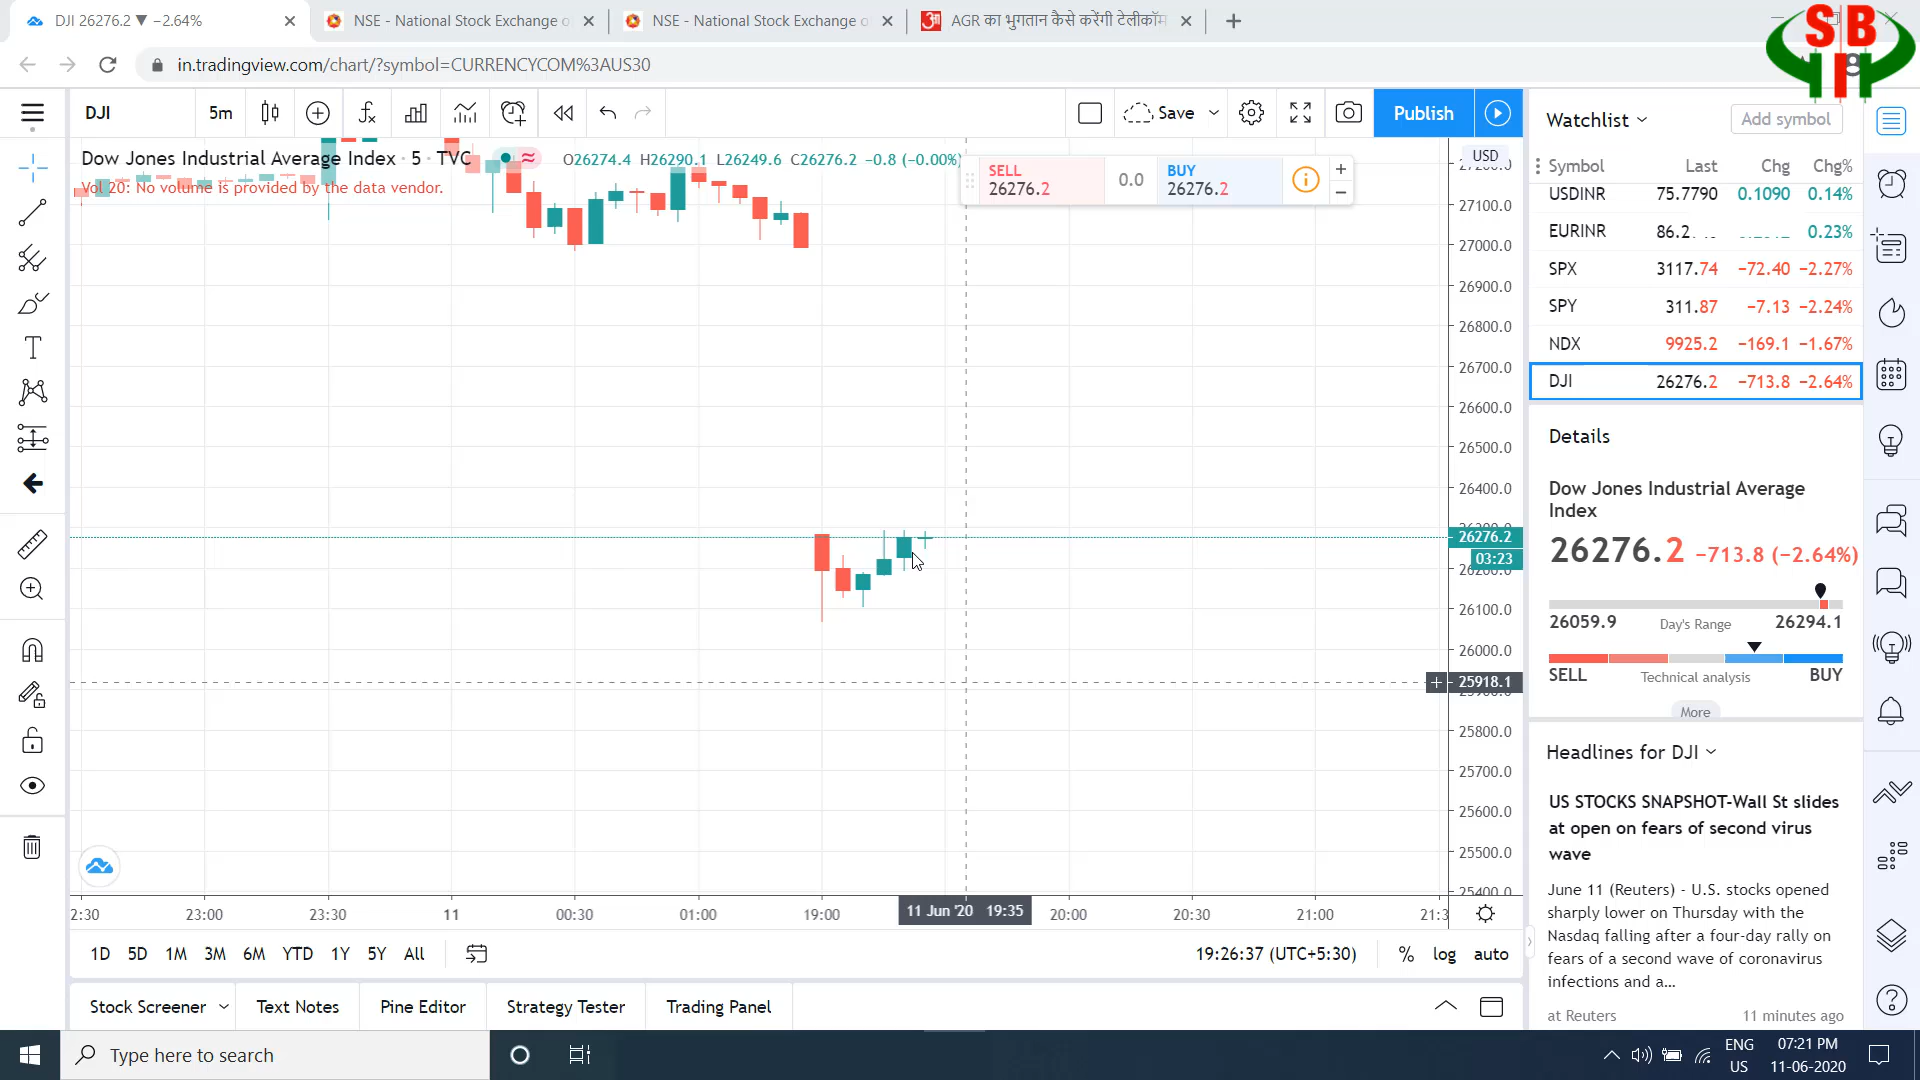 DJI 26276.2 ▼ −2.64%
NSE - National Stock Exchange o
NSE - National Stock Exchange o
AGR का भुगतान कैसे करेंगी टेलीकॉम
SB
in.tradingview.com/chart/?symbol=CURRENCYCOM%3AUS30
DJI
5m
Save
Publish
Dow Jones Industrial Average Index · 5 · TVC
O26274.4 H26290.1 L26249.6 C26276.2 −0.8 (−0.00%)
Vol 20: No volume is provided by the data vendor.
SELL
26276.2
0.0
BUY
26276.2
USD
27100.0
27000.0
26900.0
26800.0
26700.0
26600.0
26500.0
26400.0
26276.2
03:23
26100.0
26000.0
25918.1
25800.0
25700.0
25600.0
25500.0
25400.0
2:30 23:00 23:30 11 00:30 01:00 19:00 11 Jun '20 19:35 20:00 20:30 21:00 21:3
1D 5D 1M 3M 6M YTD 1Y 5Y All
19:26:37 (UTC+5:30) % log auto
Stock Screener
Text Notes
Pine Editor
Strategy Tester
Trading Panel
Watchlist
Add symbol
Symbol Last Chg Chg%
USDINR 75.7790 0.1090 0.14%
EURINR 86.2 0.23%
SPX 3117.74 −72.40 −2.27%
SPY 311.87 −7.13 −2.24%
NDX 9925.2 −169.1 −1.67%
DJI 26276.2 −713.8 −2.64%
Details
Dow Jones Industrial Average
Index
26276.2 −713.8 (−2.64%)
26059.9 Day's Range 26294.1
SELL Technical analysis BUY
More
Headlines for DJI
US STOCKS SNAPSHOT-Wall St slides
at open on fears of second virus
wave
June 11 (Reuters) - U.S. stocks opened
sharply lower on Thursday with the
Nasdaq falling after a four-day rally on
fears of a second wave of coronavirus
infections and a...
at Reuters 11 minutes ago
Type here to search
ENG
US
07:21 PM
11-06-2020